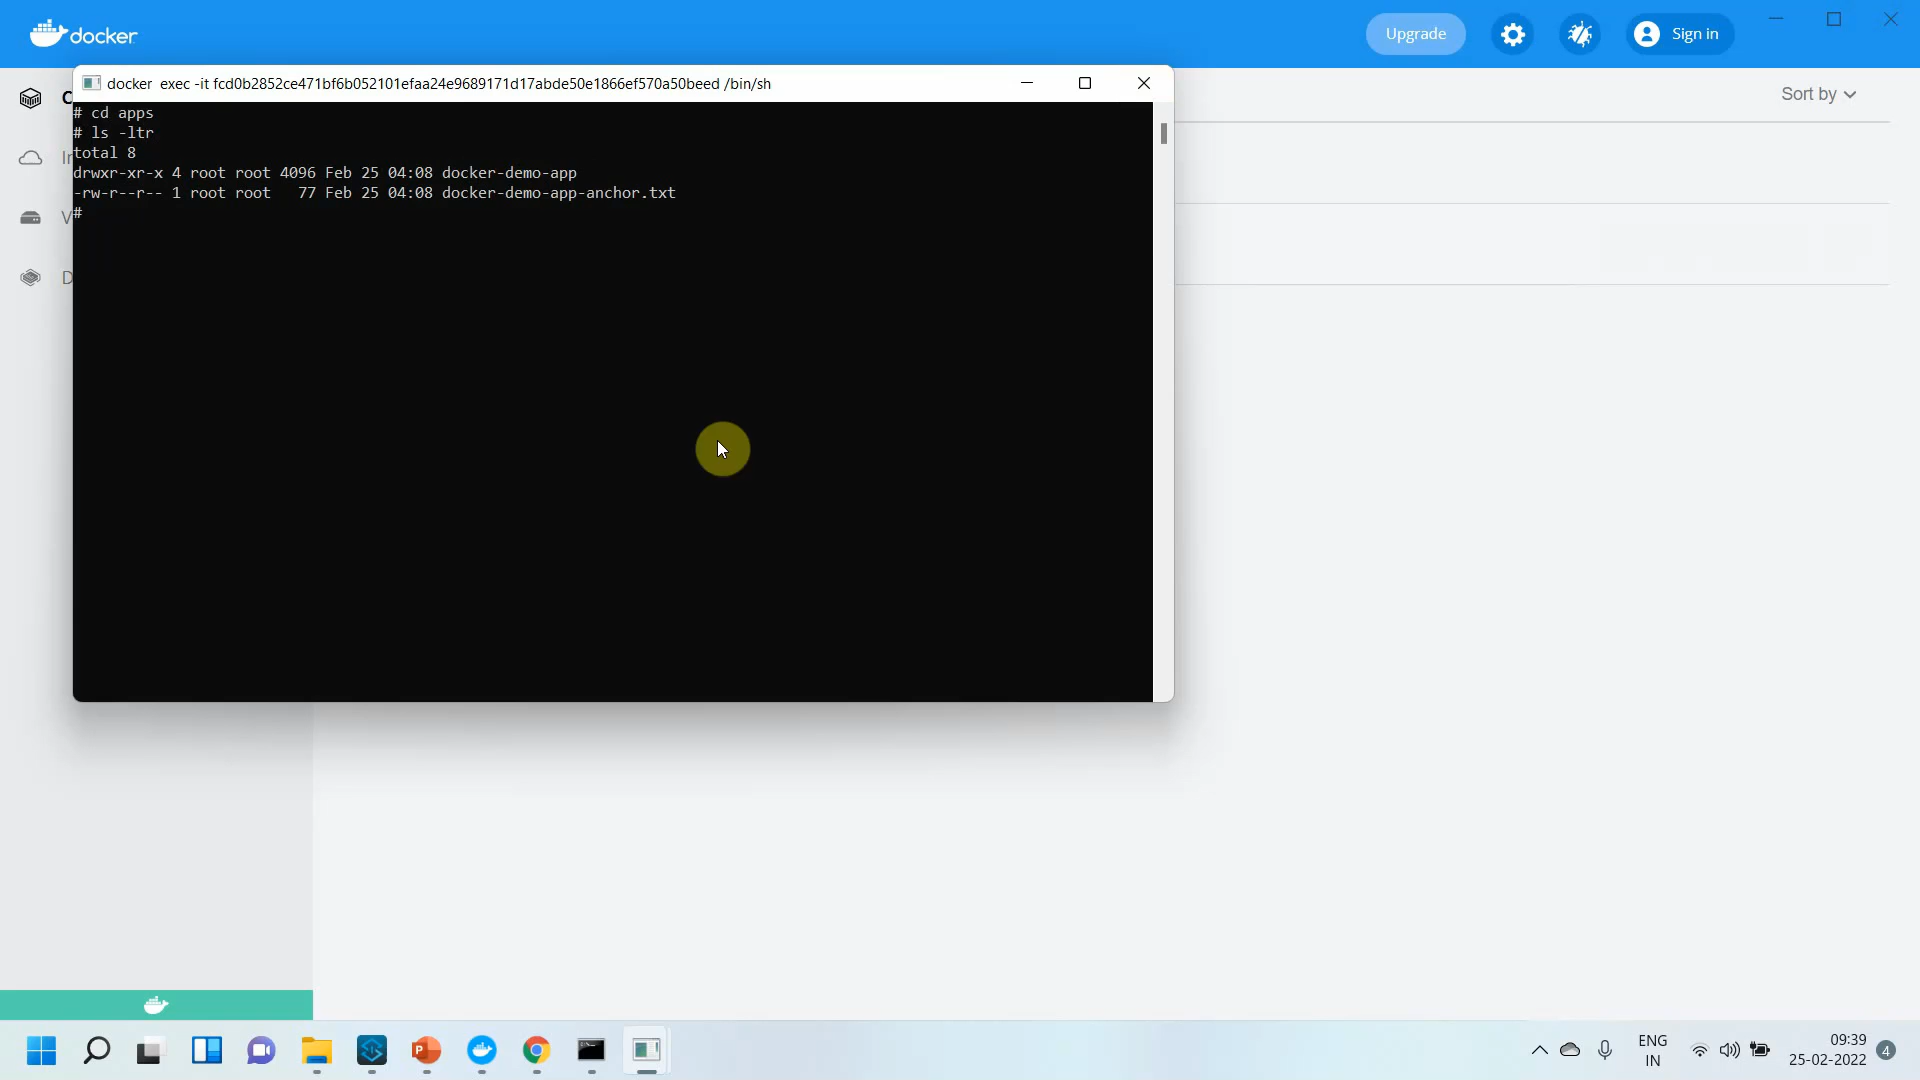 docker
Upgrade
Sign in
docker exec -it fcd0b2852ce471bf6b052101efaa24e9689171d17abde50e1866ef570a50beed /bin/sh
Sort by
# cd apps
# ls -ltr
total 8
drwxr-xr-x 4 root root 4096 Feb 25 04:08 docker-demo-app
-rw-r--r-- 1 root root   77 Feb 25 04:08 docker-demo-app-anchor.txt
#
ENG
IN
09:39
25-02-2022
4